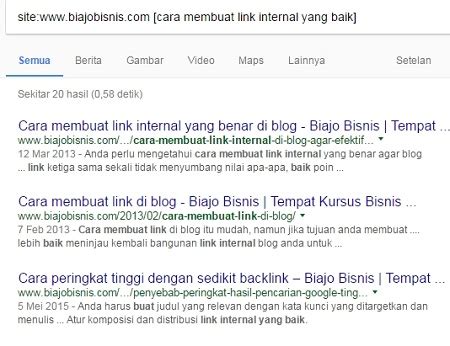 site:www.biajobisnis.com [cara membuat link internal yang baik]
Semua Berita Gambar Video Maps Lainnya Setelan
Sekitar 20 hasil (0,58 detik)
Cara membuat link internal yang benar di blog - Biajo Bisnis | Tempat ...
www.biajobisnis.com/.../cara-membuat-link-internal-di-blog-agar-efektif...
12 Mar 2013 - Anda perlu mengetahui cara membuat link internal yang benar agar blog
... link ketiga sama sekali tidak menyumbang nilai apa-apa, baik poin ...
Cara membuat link di blog - Biajo Bisnis | Tempat Kursus Bisnis ...
www.biajobisnis.com/2013/02/cara-membuat-link-di-blog/
7 Feb 2013 - Cara membuat link di blog itu mudah, namun jika tujuan anda membuat ....
lebih baik meninjau kembali bangunan link internal blog anda untuk ...
Cara peringkat tinggi dengan sedikit backlink – Biajo Bisnis | Tempat ...
www.biajobisnis.com/.../penyebab-peringkat-hasil-pencarian-google-ting...
5 Mei 2015 - Anda harus buat judul yang relevan dengan kata kunci yang ditargetkan dan
menulis ... Atur komposisi dan distribusi link internal yang baik.